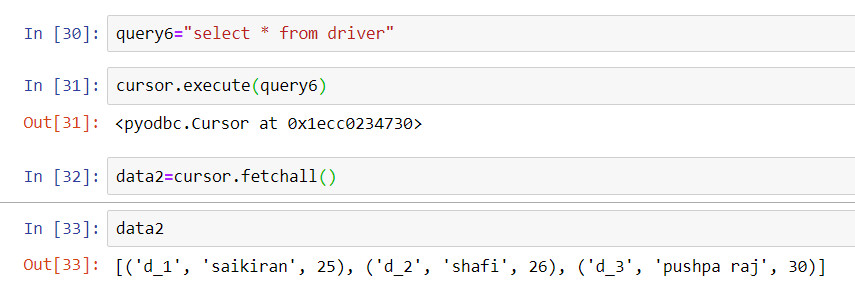 In [30]: query6="select * from driver"
In [31]: cursor.execute(query6)
Out[31]: <pyodbc.Cursor at 0x1ecc0234730>
In [32]: data2=cursor.fetchall()
In [33]: data2
Out[33]: [('d_1', 'saikiran', 25), ('d_2', 'shafi', 26), ('d_3', 'pushpa raj', 30)]